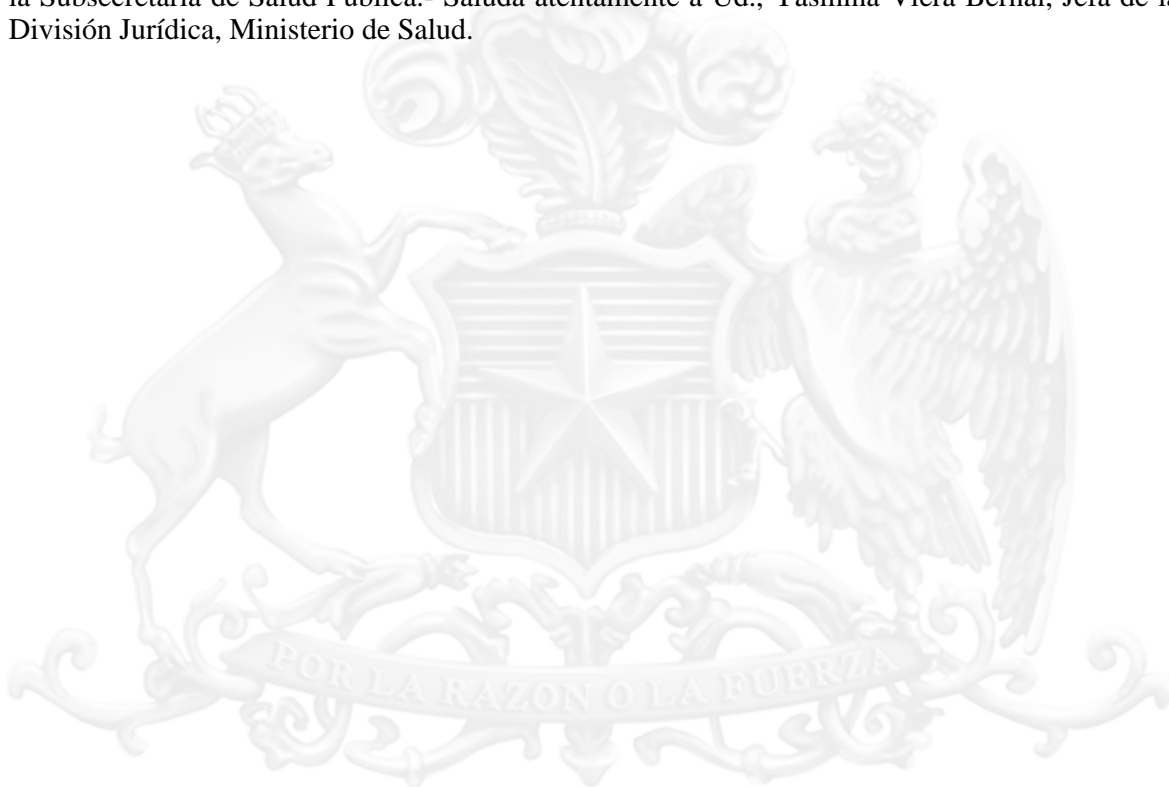 la Subsecretaría de Salud Pública.- Saluda atentamente a Ud., Yasmina Viera Bernal, Jefa de la
División Jurídica, Ministerio de Salud.
POR LA RAZON O LA FUERZA